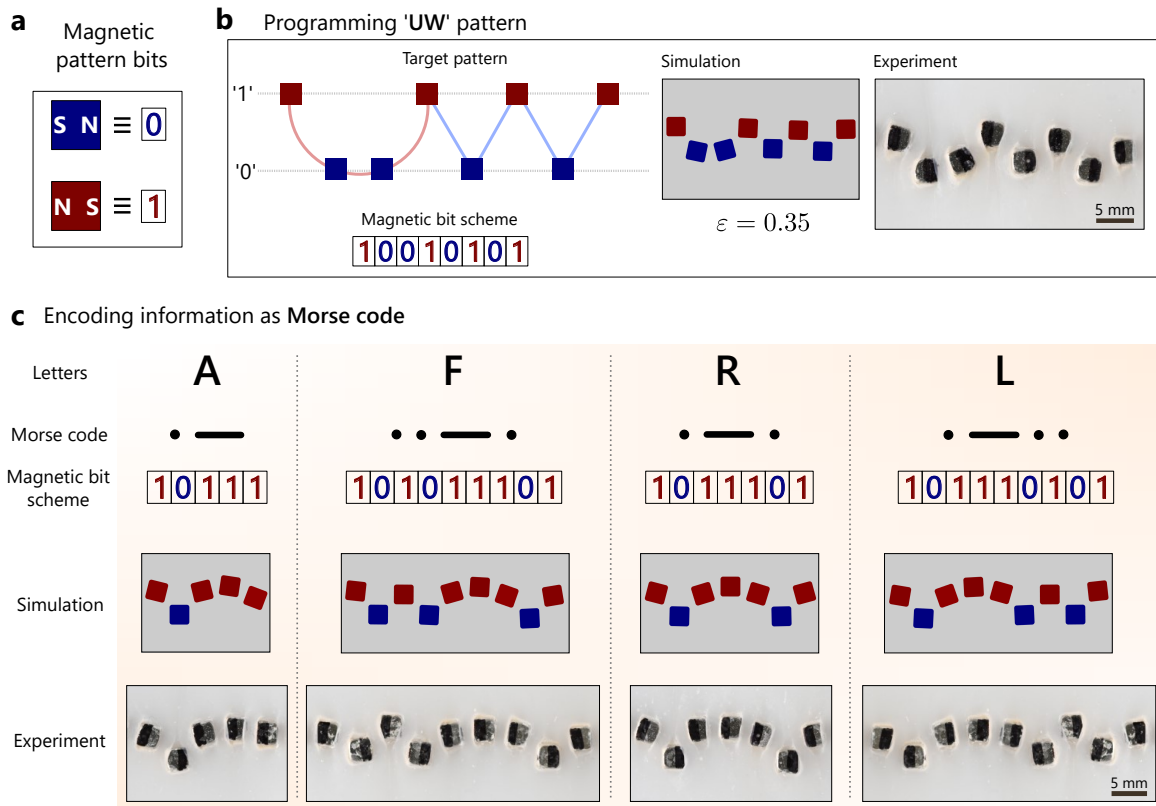 a
Magnetic
pattern bits
S N ≡ 0
N S ≡ 1
b Programming 'UW' pattern
Target pattern
'1'
'0'
Magnetic bit scheme
1 0 0 1 0 1 0 1
Simulation
ε = 0.35
Experiment
5 mm
c Encoding information as Morse code
Letters A F R L
Morse code
Magnetic bit
scheme
1 0 1 1 1
1 0 1 0 1 1 1 0 1
1 0 1 1 1 0 1
1 0 1 1 1 0 1 0 1
Simulation
Experiment
5 mm